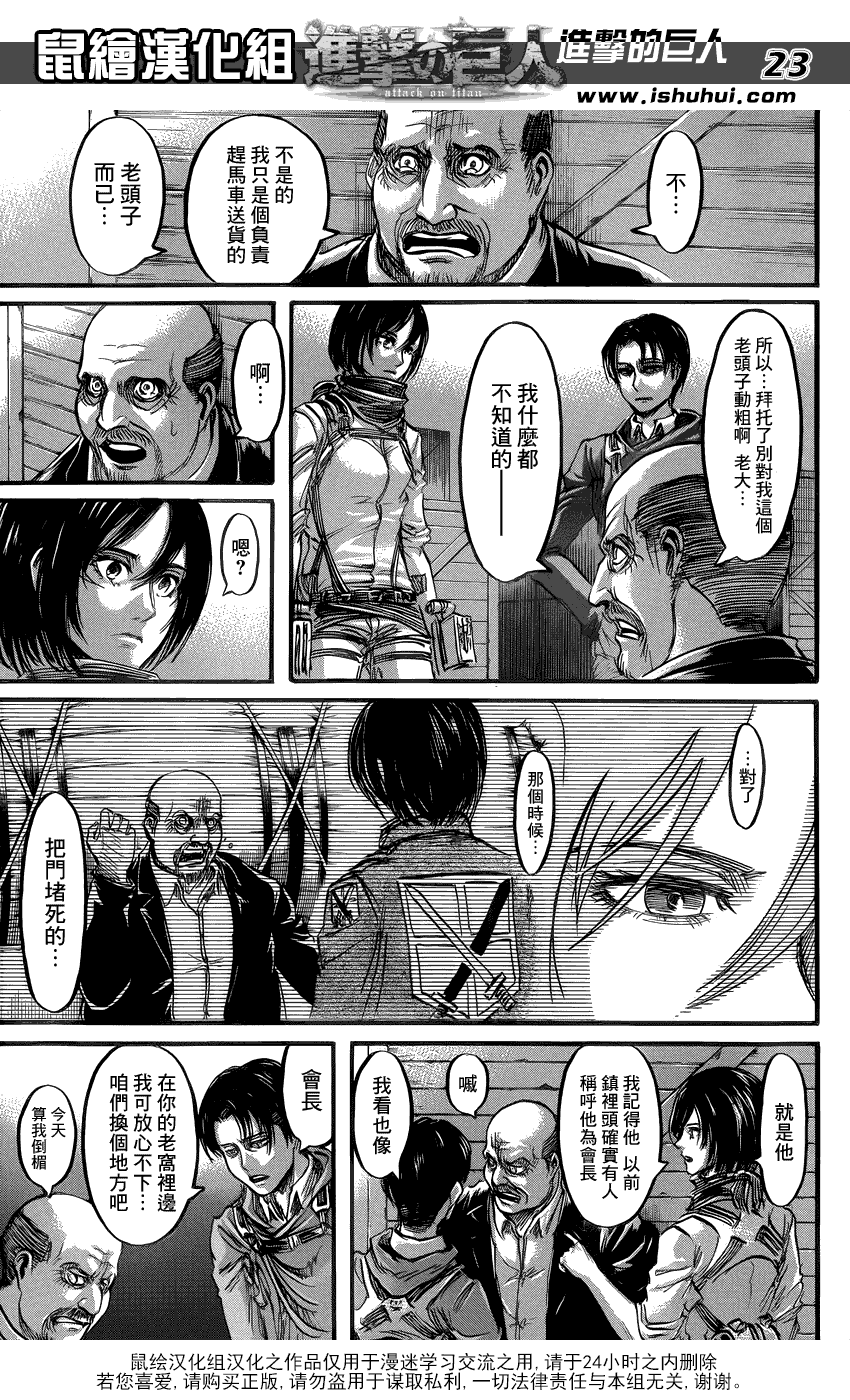 鼠繪漢化組
進撃の巨人
attack on titan
進擊的巨人
23
www.ishuhui.com
不…
不是的
我只是個負責
趕馬車送貨的
老頭子
而已…
所以…拜托了別對我這個
老頭子動粗啊 老大…
我什麼都
不知道的——
啊…
嗯?
…對了
那個時候…
把門堵死的…
就是他
我記得他 以前
鎮裡頭確實有人
稱呼他為會長
嘁
我看也像
會長
在你的老窩裡邊
我可放心不下…
咱們換個地方吧
今天
算我倒楣
鼠绘汉化组汉化之作品仅用于漫迷学习交流之用,请于24小时之内删除
若您喜爱,请购买正版,请勿盗用于谋取私利,一切法律责任与本组无关,谢谢。